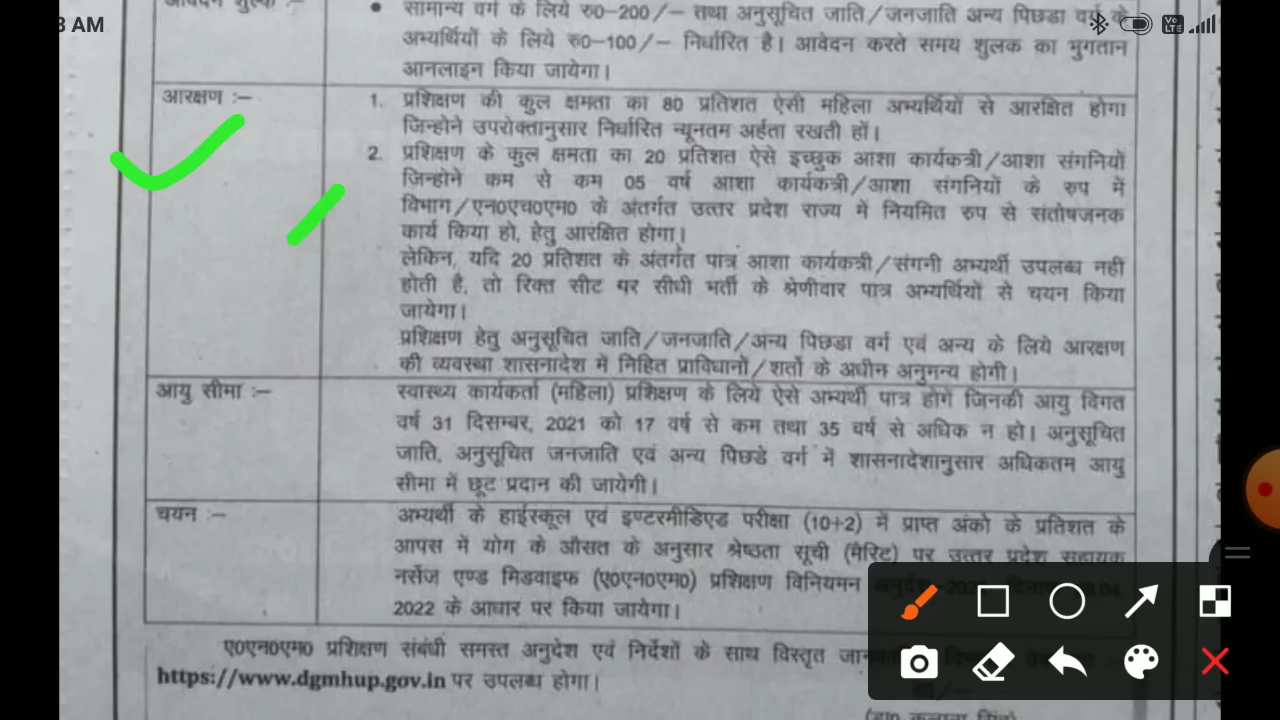 3 AM
आवेदन शुल्क :-
सामान्य वर्ग के लिये रु0-200/- तथा अनुसूचित जाति/जनजाति अन्य पिछडा वर्ग के
अभ्यर्थियों के लिये रु0-100/- निर्धारित है। आवेदन करते समय शुलक का भुगतान
आनलाइन किया जायेगा।
आरक्षण :-
1. प्रशिक्षण की कुल क्षमता का 80 प्रतिशत ऐसी महिला अभ्यर्थियों से आरक्षित होगा
जिन्होने उपरोक्तानुसार निर्धारित न्यूनतम अर्हता रखती हों।
2. प्रशिक्षण के कुल क्षमता का 20 प्रतिशत ऐसे इच्छुक आशा कार्यकत्री/आशा संगनियों
जिन्होने कम से कम 05 वर्ष आशा कार्यकत्री/आशा संगनियों के रुप में
विभाग/एन0एच0एम0 के अंतर्गत उत्तर प्रदेश राज्य में नियमित रुप से संतोषजनक
कार्य किया हो, हेतु आरक्षित होगा।
लेकिन, यदि 20 प्रतिशत के अंतर्गत पात्र आशा कार्यकत्री/संगनी अभ्यर्थी उपलब्ध नही
होती है, तो रिक्त सीट पर सीधी भर्ती के श्रेणीवार पात्र अभ्यर्थियों से चयन किया
जायेगा।
प्रशिक्षण हेतु अनुसूचित जाति/जनजाति/अन्य पिछडा वर्ग एवं अन्य के लिये आरक्षण
की व्यवस्था शासनादेश में निहित प्राविधानों/शर्तो के अधीन अनुमन्य होगी।
आयु सीमा :-
स्वास्थ्य कार्यकर्ता (महिला) प्रशिक्षण के लिये ऐसे अभ्यर्थी पात्र होगें जिनकी आयु विगत
वर्ष 31 दिसम्बर, 2021 को 17 वर्ष से कम तथा 35 वर्ष से अधिक न हो। अनुसूचित
जाति, अनुसूचित जनजाति एवं अन्य पिछडे वर्ग में शासनादेशानुसार अधिकतम आयु
सीमा में छूट प्रदान की जायेगी।
चयन :-
अभ्यर्थी के हाईस्कूल एवं इण्टरमीडिएड परीक्षा (10+2) में प्राप्त अंको के प्रतिशत के
आपस में योग के औसत के अनुसार श्रेष्ठता सूची (मैरिट) पर उत्तर प्रदेश सहायक
नर्सेज एण्ड मिडवाइफ (ए0एन0एम0) प्रशिक्षण विनियमन
2022 के आधार पर किया जायेगा।
ए0एन0एम0 प्रशिक्षण संबंधी समस्त अनुदेश एवं निर्देशों के साथ विस्तृत
https://www.dgmhup.gov.in पर उपलब्ध होगा।